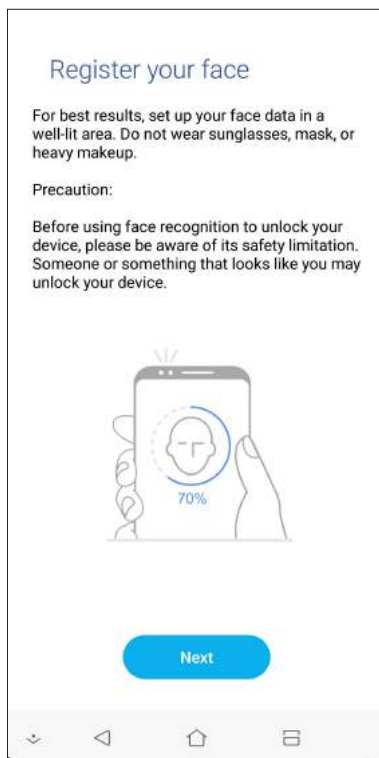 Register your face
For best results, set up your face data in a
well-lit area. Do not wear sunglasses, mask, or
heavy makeup.
Precaution:
Before using face recognition to unlock your
device, please be aware of its safety limitation.
Someone or something that looks like you may
unlock your device.
70%
Next